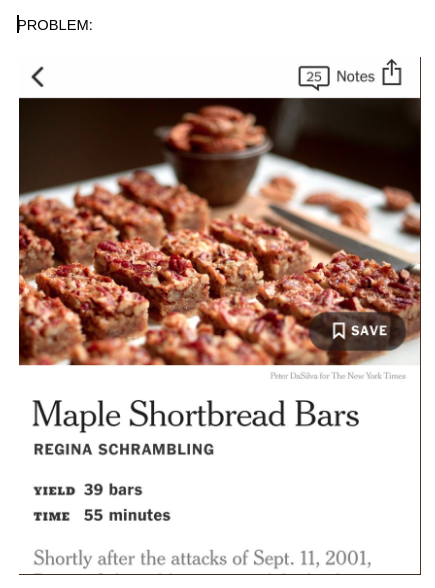 PROBLEM:
25 Notes
SAVE
Peter DaSilva for The New York Times
Maple Shortbread Bars
REGINA SCHRAMBLING
YIELD 39 bars
TIME 55 minutes
Shortly after the attacks of Sept. 11, 2001,